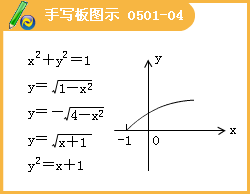 手写板图示 0501-04
x²+y²=1
y=√(1-x²)
y=-√(4-x²)
y=√(x+1)
y²=x+1
y
-1 0 x